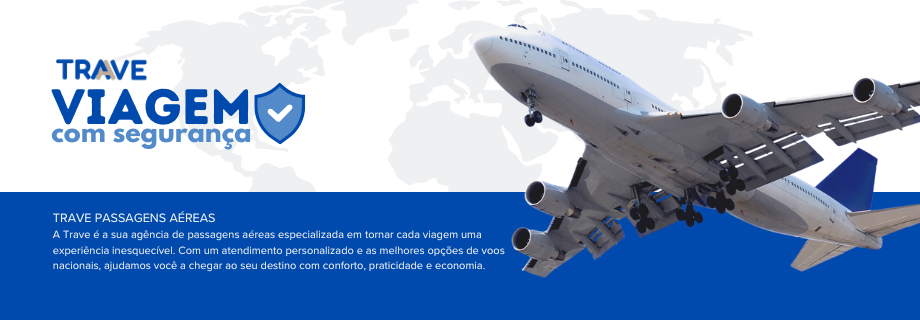 TRAVE
VIAGEM
com segurança
TRAVE PASSAGENS AÉREAS
A Trave é a sua agência de passagens aéreas especializada em tornar cada viagem uma
experiência inesquecível. Com um atendimento personalizado e as melhores opções de voos
nacionais, ajudamos você a chegar ao seu destino com conforto, praticidade e economia.